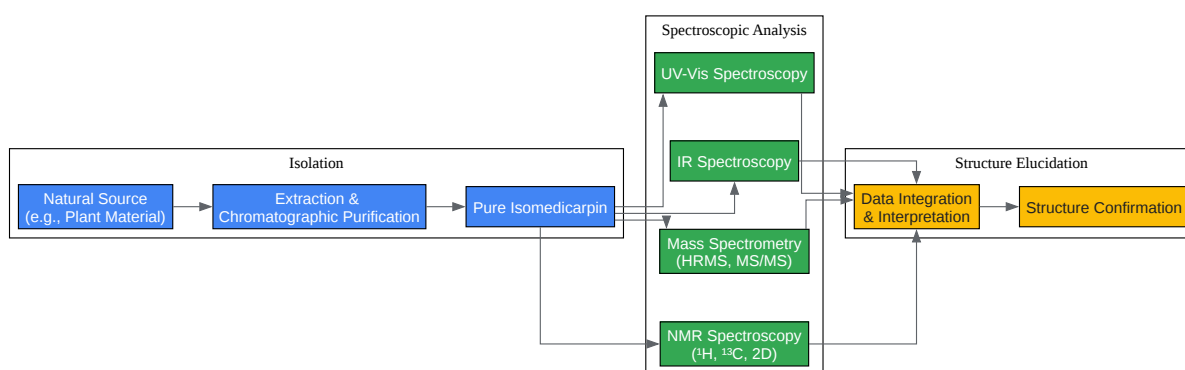 Isolation
Natural Source
(e.g., Plant Material)
Extraction &
Chromatographic Purification
Pure Isomedicarpin
Spectroscopic Analysis
UV-Vis Spectroscopy
IR Spectroscopy
Mass Spectrometry
(HRMS, MS/MS)
NMR Spectroscopy
(¹H, ¹³C, 2D)
Structure Elucidation
Data Integration
& Interpretation
Structure Confirmation